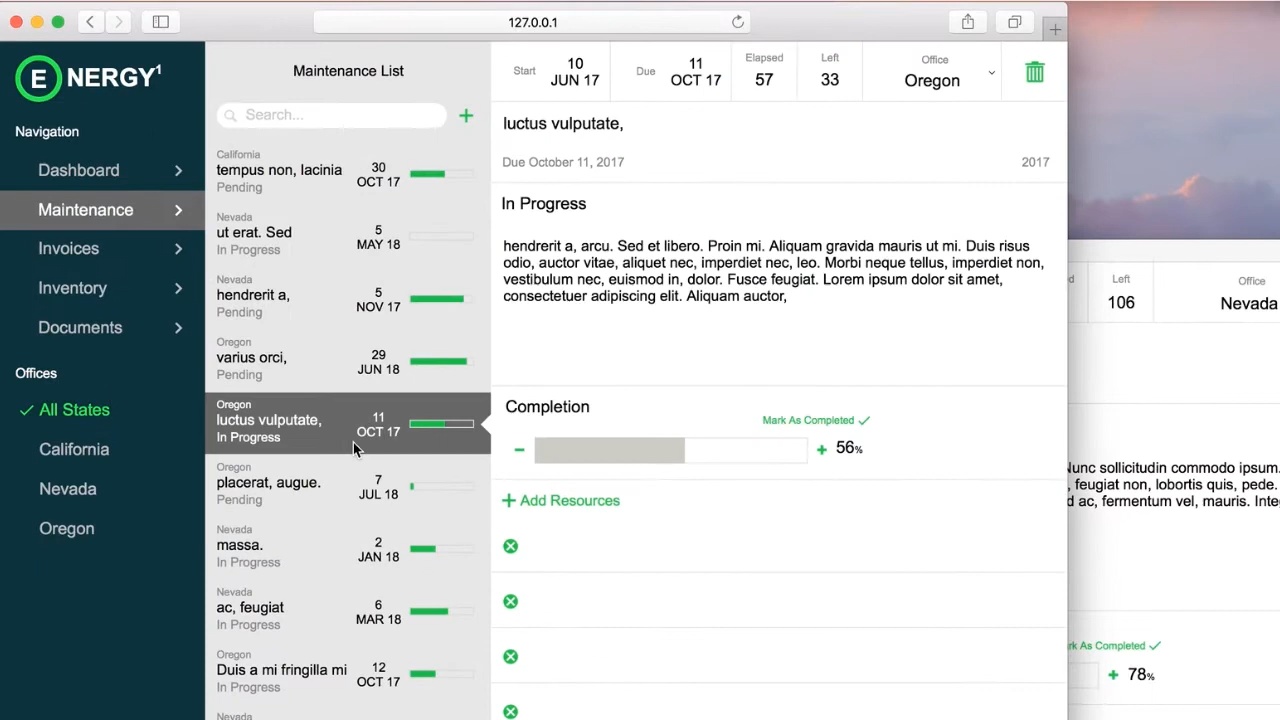 127.0.0.1
ENERGY¹
Navigation
Dashboard
Maintenance
Invoices
Inventory
Documents
Offices
All States
California
Nevada
Oregon
Maintenance List
Search...
California
tempus non, lacinia
Pending
30
OCT 17
Nevada
ut erat. Sed
In Progress
5
MAY 18
Nevada
hendrerit a,
Pending
5
NOV 17
Oregon
varius orci,
Pending
29
JUN 18
Oregon
luctus vulputate,
In Progress
11
OCT 17
Oregon
placerat, augue.
Pending
7
JUL 18
Nevada
massa.
In Progress
2
JAN 18
Nevada
ac, feugiat
In Progress
6
MAR 18
Oregon
Duis a mi fringilla mi
In Progress
12
OCT 17
Nevada
Start
10
JUN 17
Due
11
OCT 17
Elapsed
57
Left
33
Office
Oregon
luctus vulputate,
Due October 11, 2017
2017
In Progress
hendrerit a, arcu. Sed et libero. Proin mi. Aliquam gravida mauris ut mi. Duis risus
odio, auctor vitae, aliquet nec, imperdiet nec, leo. Morbi neque tellus, imperdiet non,
vestibulum nec, euismod in, dolor. Fusce feugiat. Lorem ipsum dolor sit amet,
consectetuer adipiscing elit. Aliquam auctor,
Completion
Mark As Completed
56%
Add Resources
Left
106
Office
Nevada
Nunc sollicitudin commodo ipsum.
feugiat non, lobortis quis, pede.
ac, fermentum vel, mauris.
As Completed
78%